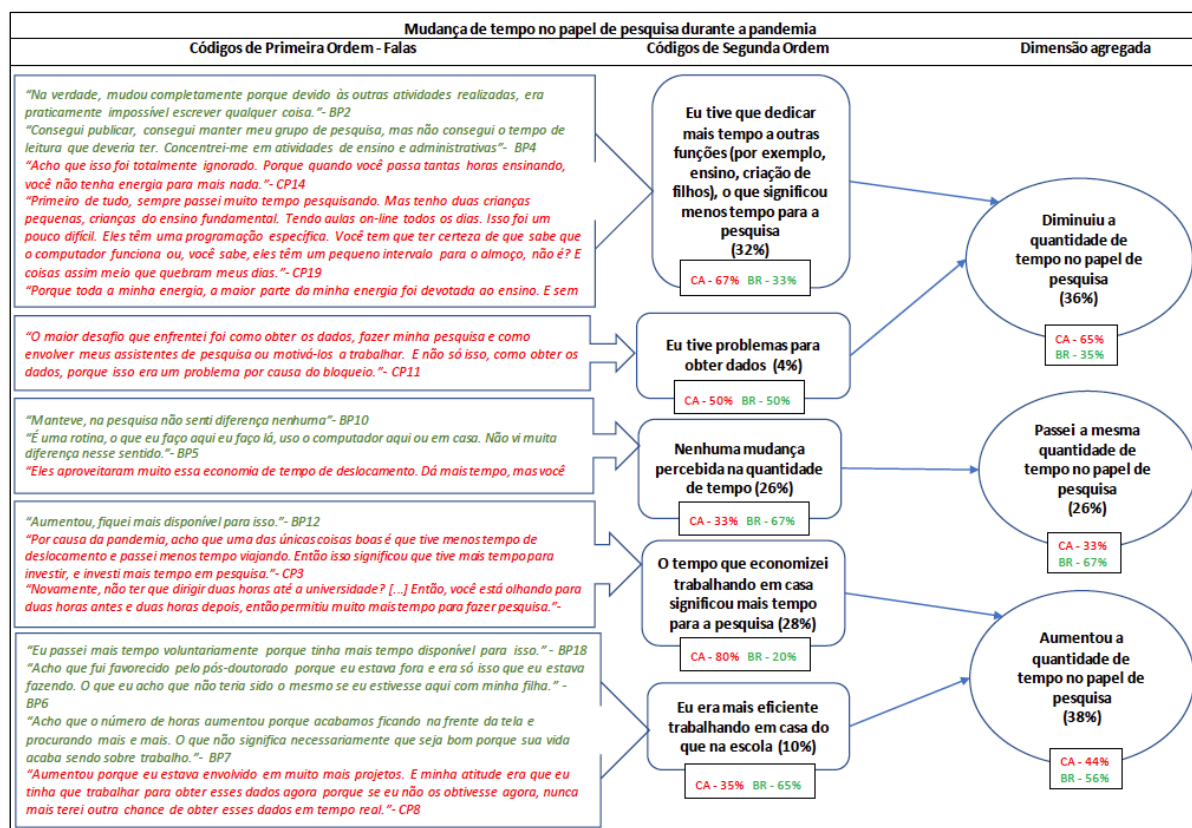 Mudança de tempo no papel de pesquisa durante a pandemia
Códigos de Primeira Ordem - Falas
Códigos de Segunda Ordem
Dimensão agregada
“Na verdade, mudou completamente porque devido às outras atividades realizadas, era
praticamente impossível escrever qualquer coisa.”- BP2
“Consegui publicar, consegui manter meu grupo de pesquisa, mas não consegui o tempo de
leitura que deveria ter. Concentrei-me em atividades de ensino e administrativas”- BP4
“Acho que isso foi totalmente ignorado. Porque quando você passa tantas horas ensinando,
você não tenha energia para mais nada.”- CP14
“Primeiro de tudo, sempre passei muito tempo pesquisando. Mas tenho duas crianças
pequenas, crianças do ensino fundamental. Tendo aulas on-line todos os dias. Isso foi um
pouco difícil. Eles têm uma programação específica. Você tem que ter certeza de que sabe que
o computador funciona ou, você sabe, eles têm um pequeno intervalo para o almoço, não é? E
coisas assim meio que quebram meus dias.”- CP19
“Porque toda a minha energia, a maior parte da minha energia foi devotada ao ensino. E sem
“O maior desafio que enfrentei foi como obter os dados, fazer minha pesquisa e como
envolver meus assistentes de pesquisa ou motivá-los a trabalhar. E não só isso, como obter os
dados, porque isso era um problema por causa do bloqueio.”- CP11
“Manteve, na pesquisa não senti diferença nenhuma”- BP10
“É uma rotina, o que eu faço aqui eu faço lá, uso o computador aqui ou em casa. Não vi muita
diferença nesse sentido.”- BP5
“Eles aproveitaram muito essa economia de tempo de deslocamento. Dá mais tempo, mas você
“Aumentou, fiquei mais disponível para isso.”- BP12
“Por causa da pandemia, acho que uma das únicas coisas boas é que tive menos tempo de
deslocamento e passei menos tempo viajando. Então isso significou que tive mais tempo para
investir, e investi mais tempo em pesquisa.”- CP3
“Novamente, não ter que dirigir duas horas até a universidade? [...] Então, você está olhando para
duas horas antes e duas horas depois, então permitiu muito mais tempo para fazer pesquisa.”-
“Eu passei mais tempo voluntariamente porque tinha mais tempo disponível para isso.” - BP18
“Acho que fui favorecido pelo pós-doutorado porque eu estava fora e era só isso que eu estava
fazendo. O que eu acho que não teria sido o mesmo se eu estivesse aqui com minha filha.” -
BP6
“Acho que o número de horas aumentou porque acabamos ficando na frente da tela e
procurando mais e mais. O que não significa necessariamente que seja bom porque sua vida
acaba sendo sobre trabalho.”- BP7
“Aumentou porque eu estava envolvido em muito mais projetos. E minha atitude era que eu
tinha que trabalhar para obter esses dados agora porque se eu não os obtivesse agora, nunca
mais terei outra chance de obter esses dados em tempo real.”- CP8
Eu tive que dedicar
mais tempo a outras
funções (por exemplo,
ensino, criação de
filhos), o que significou
menos tempo para a
pesquisa
(32%)
CA - 67% BR - 33%
Eu tive problemas para
obter dados (4%)
CA - 50% BR - 50%
Nenhuma mudança
percebida na quantidade
de tempo (26%)
CA - 33% BR - 67%
O tempo que economizei
trabalhando em casa
significou mais tempo
para a pesquisa (28%)
CA - 80% BR - 20%
Eu era mais eficiente
trabalhando em casa do
que na escola (10%)
CA - 35% BR - 65%
Diminuiu a
quantidade de
tempo no papel de
pesquisa
(36%)
CA - 65%
BR - 35%
Passei a mesma
quantidade de
tempo no papel de
pesquisa
(26%)
CA - 33%
BR - 67%
Aumentou a
quantidade de
tempo no papel de
pesquisa
(38%)
CA - 44%
BR - 56%